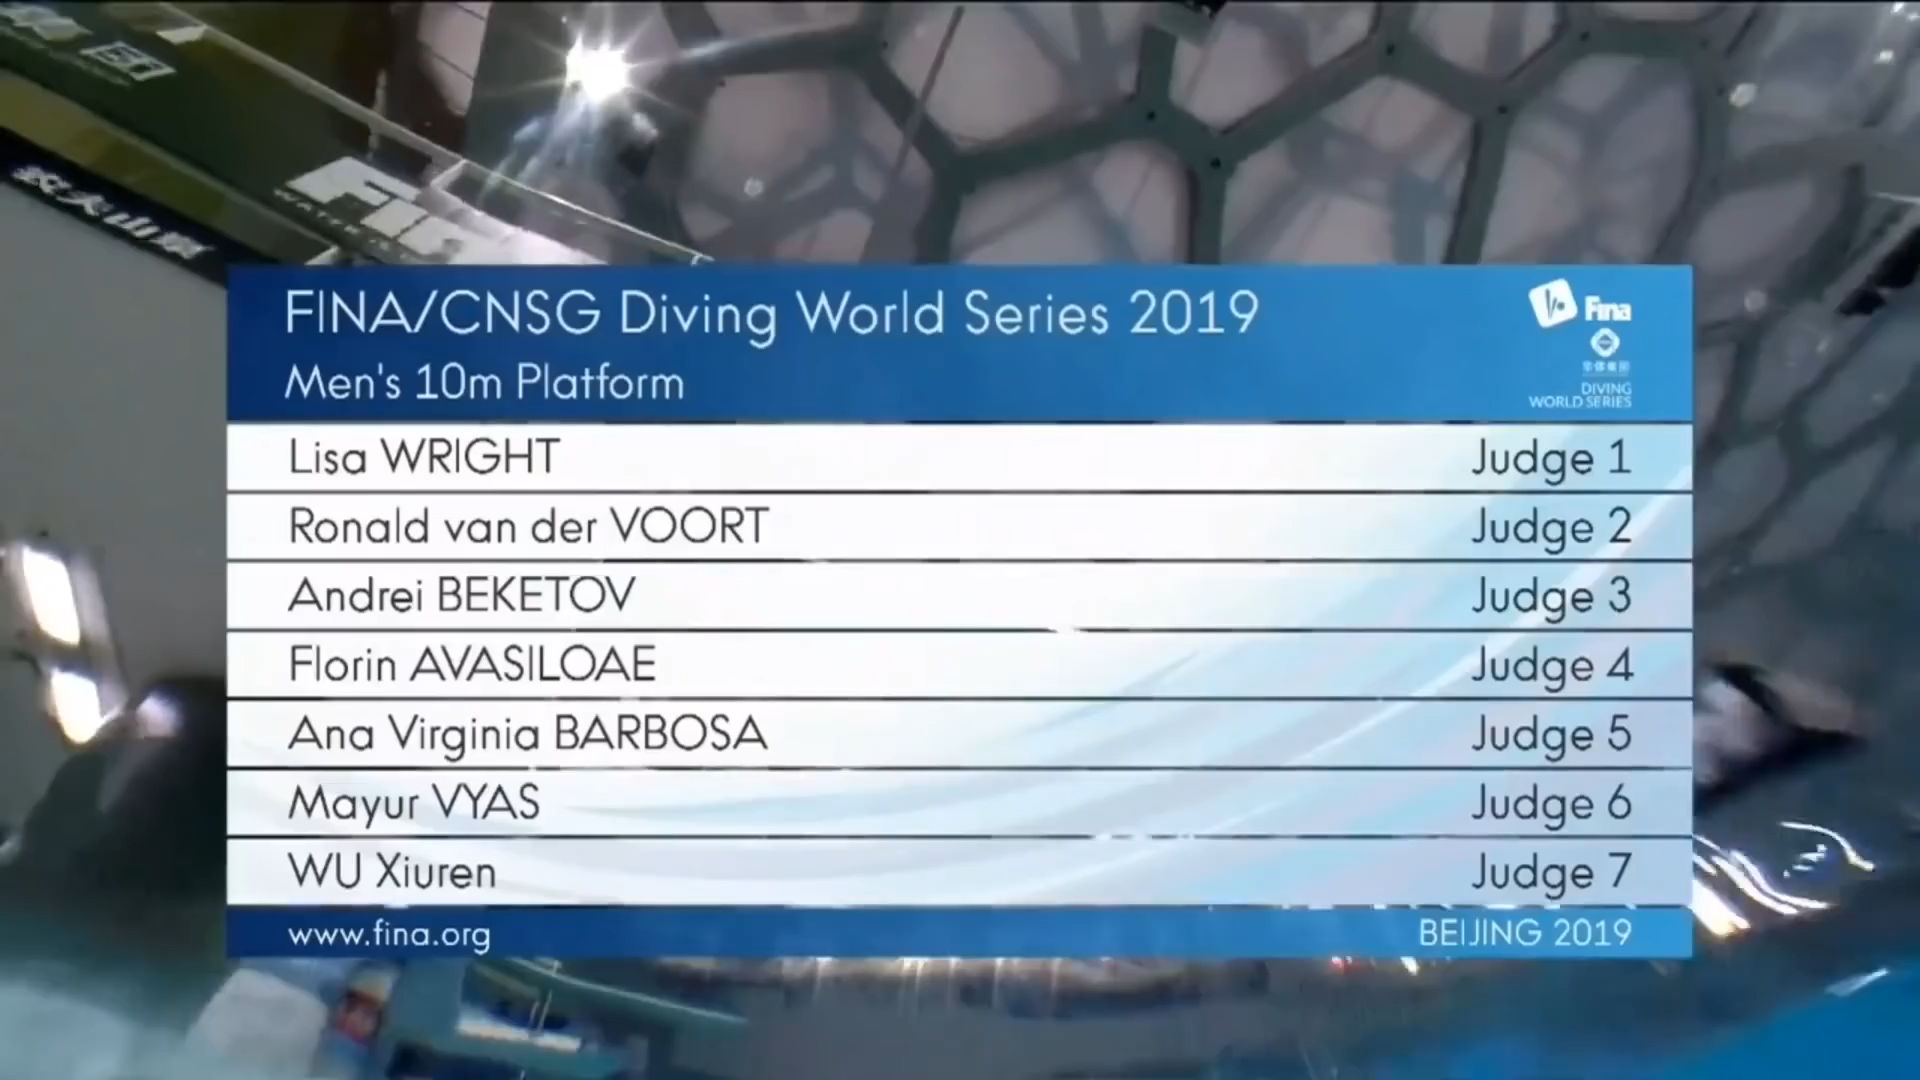 FINA/CNSG Diving World Series 2019
Men's 10m Platform
Fina
DIVING
WORLD SERIES
Lisa WRIGHT Judge 1
Ronald van der VOORT Judge 2
Andrei BEKETOV Judge 3
Florin AVASILOAE Judge 4
Ana Virginia BARBOSA Judge 5
Mayur VYAS Judge 6
WU Xiuren Judge 7
www.fina.org BEIJING 2019